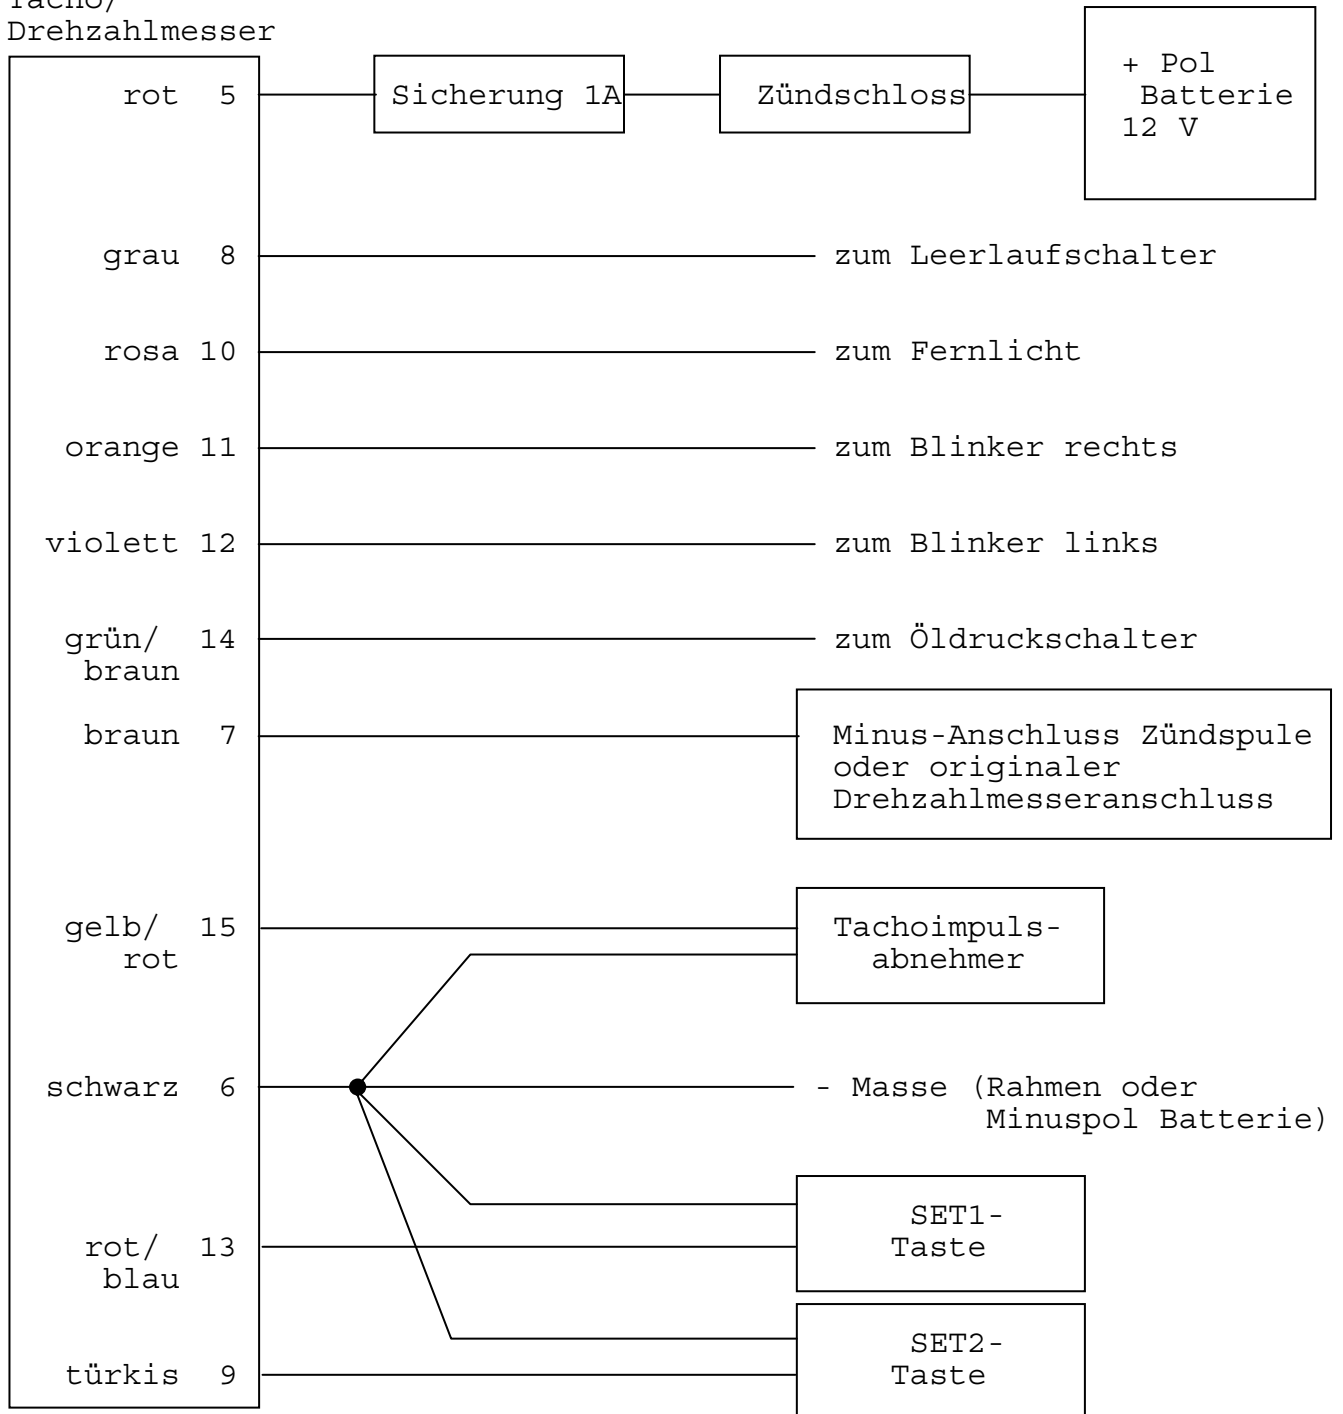 Tacho/
Drehzahlmesser
rot 5
Sicherung 1A
Zündschloss
+ Pol
Batterie
12 V
grau 8
zum Leerlaufschalter
rosa 10
zum Fernlicht
orange 11
zum Blinker rechts
violett 12
zum Blinker links
grün/ 14
braun
zum Öldruckschalter
braun 7
Minus-Anschluss Zündspule
oder originaler
Drehzahlmesseranschluss
gelb/ 15
rot
Tachoimpuls-
abnehmer
schwarz 6
- Masse (Rahmen oder
Minuspol Batterie)
rot/ 13
blau
SET1-
Taste
türkis 9
SET2-
Taste